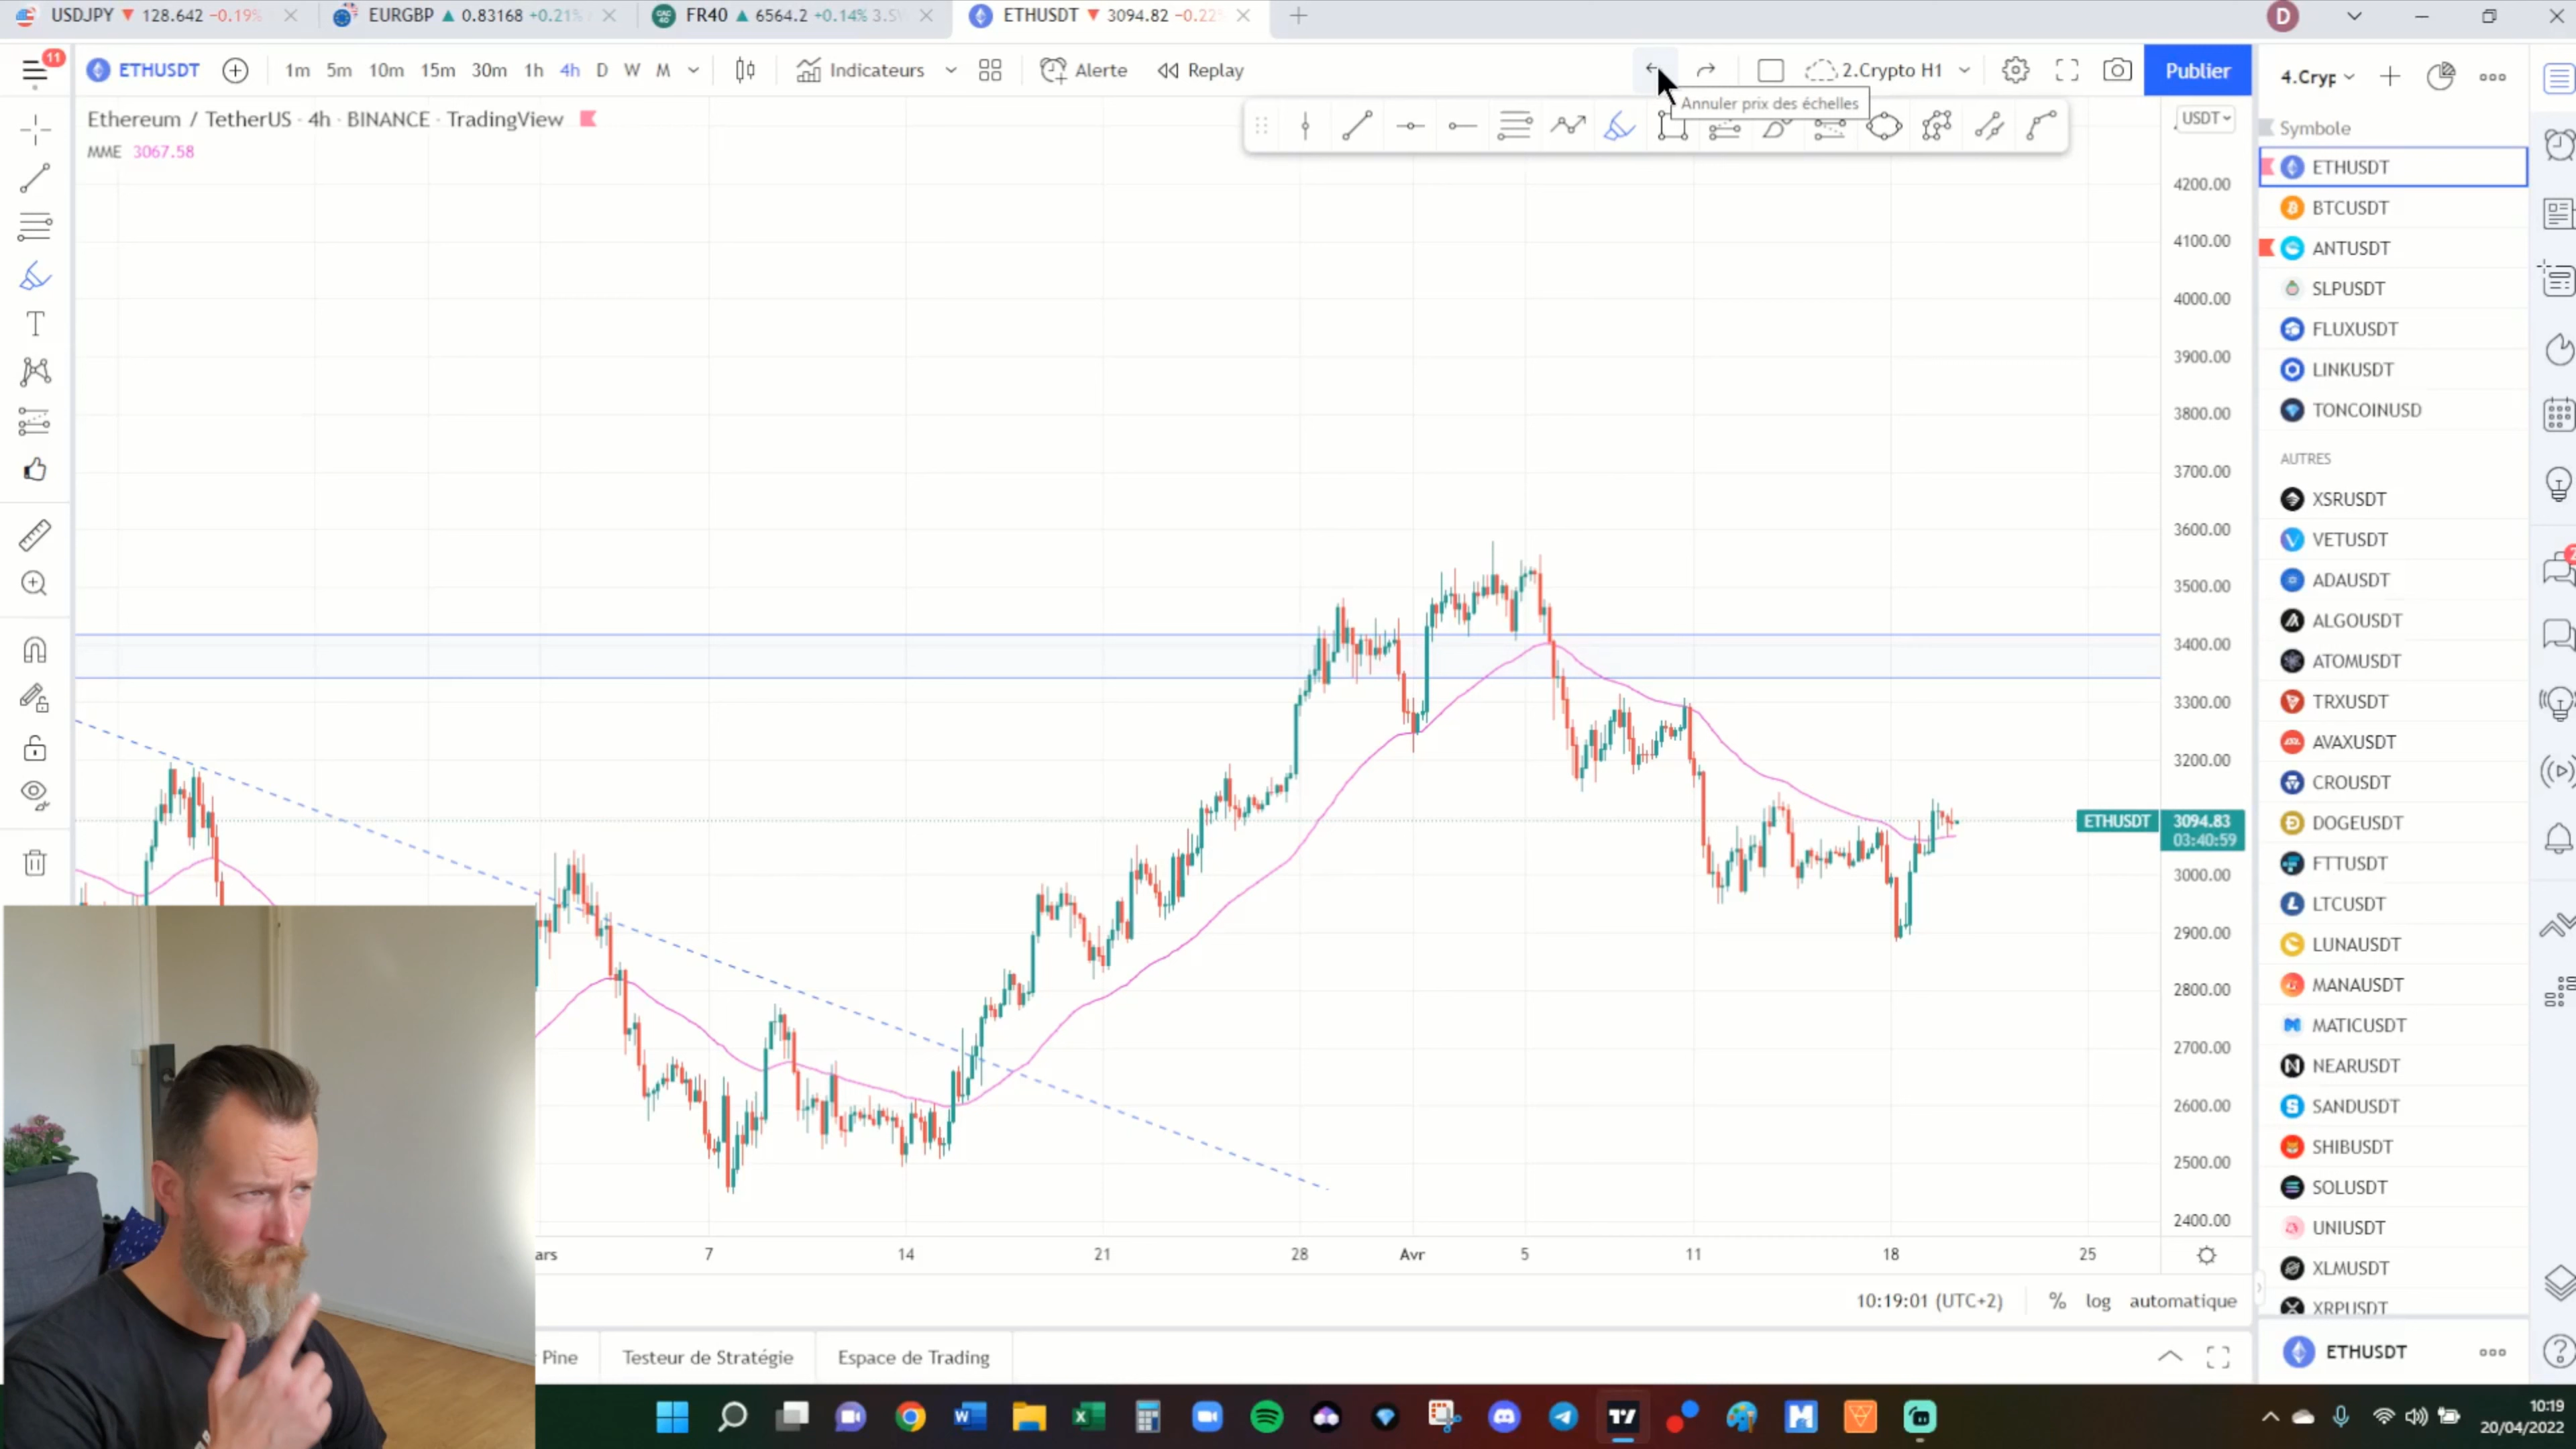 USDJPY ▼ 128.642 −0.19%
EURGBP ▲ 0.83168 +0.21%
FR40 ▲ 6564.2 +0.14%
ETHUSDT ▼ 3094.82
D
11
ETHUSDT
1m 5m 10m 15m 30m 1h 4h D W M
Indicateurs
Alerte
Replay
2.Crypto H1
Publier
Annuler prix des échelles
Ethereum / TetherUS · 4h · BINANCE · TradingView
MME 3067.58
USDT
4200.00
4100.00
4000.00
3900.00
3800.00
3700.00
3600.00
3500.00
3400.00
3300.00
3200.00
ETHUSDT 3094.83
03:40:59
3000.00
2900.00
2800.00
2700.00
2600.00
2500.00
2400.00
ars 7 14 21 28 Avr 5 11 18 25
10:19:01 (UTC+2) % log automatique
Pine Testeur de Stratégie Espace de Trading
4.Cryp
Symbole
ETHUSDT
BTCUSDT
ANTUSDT
SLPUSDT
FLUXUSDT
LINKUSDT
TONCOINUSD
AUTRES
XSRUSDT
VETUSDT
ADAUSDT
ALGOUSDT
ATOMUSDT
TRXUSDT
AVAXUSDT
CROUSDT
DOGEUSDT
FTTUSDT
LTCUSDT
LUNAUSDT
MANAUSDT
MATICUSDT
NEARUSDT
SANDUSDT
SHIBUSDT
SOLUSDT
UNIUSDT
XLMUSDT
XRPUSDT
ETHUSDT
10:19
20/04/2022